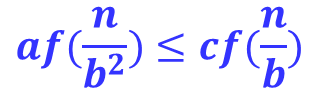 af(n/b²) ≤ cf(n/b)